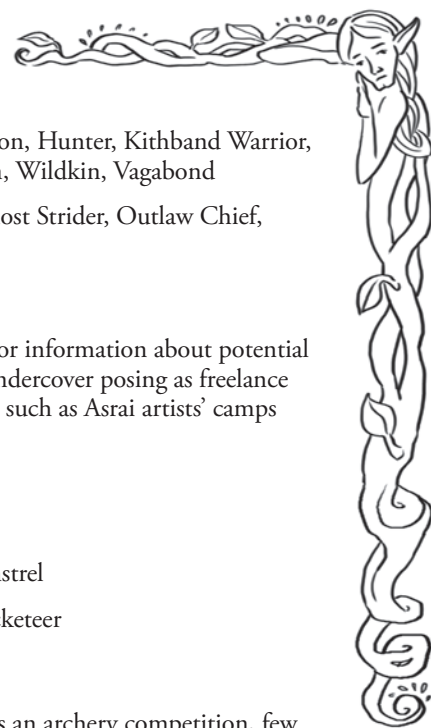 on, Hunter, Kithband Warrior,
, Wildkin, Vagabond
ost Strider, Outlaw Chief,
or information about potential
ndercover posing as freelance
such as Asrai artists’ camps
strel
keteer
s an archery competition, few